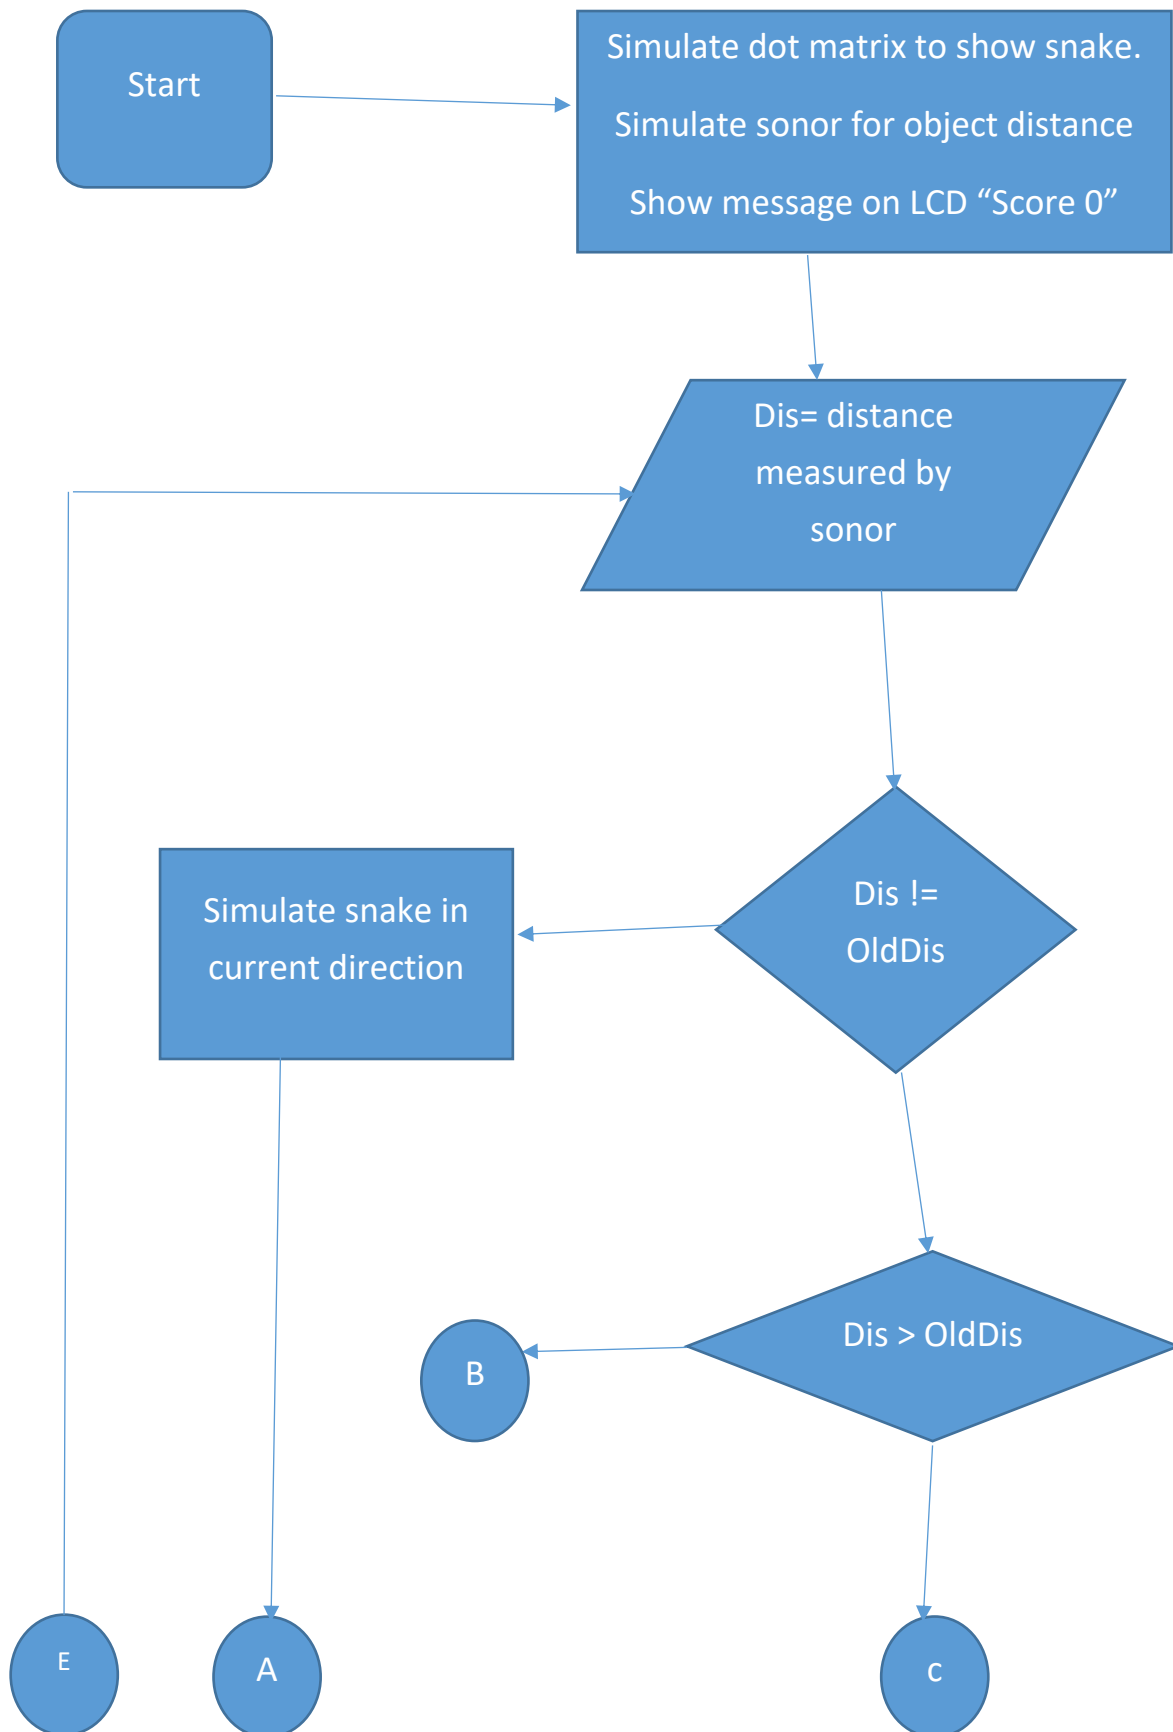 Start
Simulate dot matrix to show snake.
Simulate sonor for object distance
Show message on LCD “Score 0”
Dis= distance
measured by
sonor
Dis !=
OldDis
Simulate snake in
current direction
Dis > OldDis
B
E
A
c